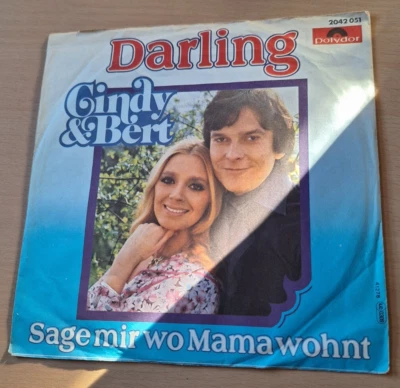 2042 051
Polydor
Darling
Cindy
& Bert
Sage mir wo Mama wohnt